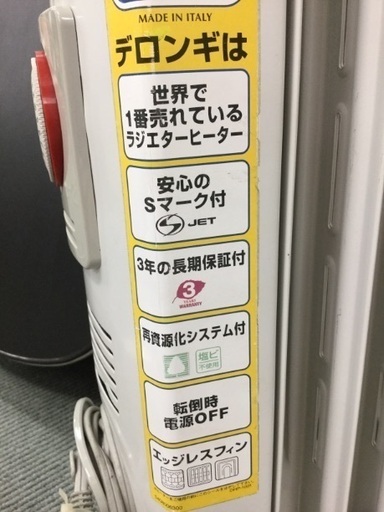 MADE IN ITALY
デロンギは
世界で
1番売れている
ラジエターヒーター
安心の
Sマーク付
S JET
3年の長期保証付
3
YEARS
WARRANTY
再資源化システム付
塩ビ
不使用
転倒時
電源OFF
エッジレスフィン